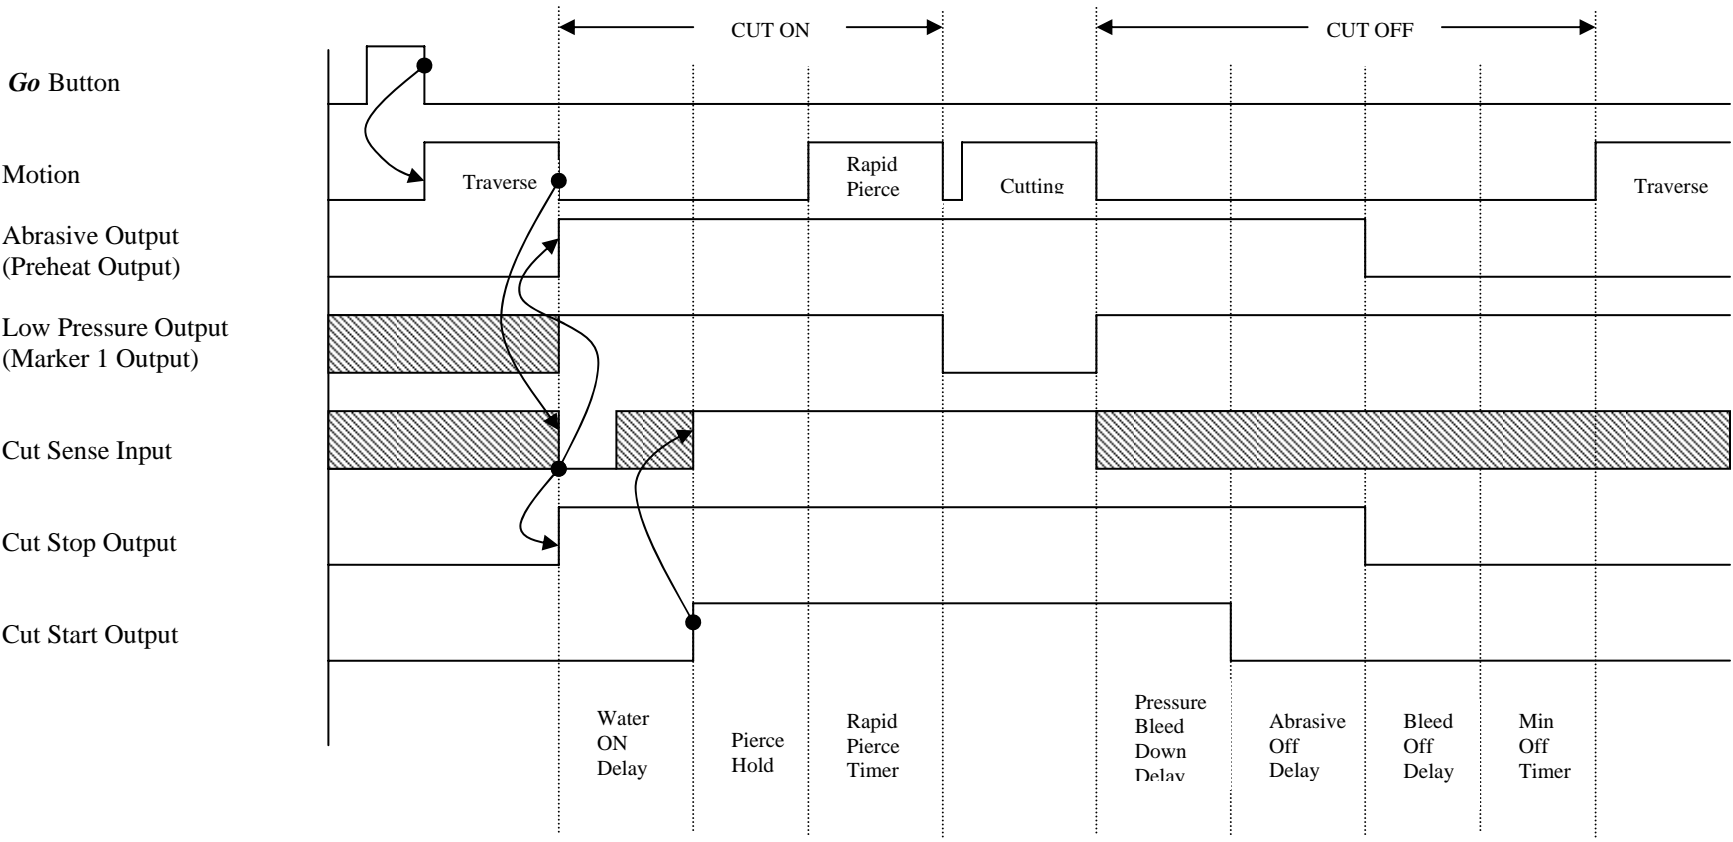 CUT ON
CUT OFF
Go Button
Motion
Traverse
Rapid
Pierce
Cutting
Traverse
Abrasive Output
(Preheat Output)
Low Pressure Output
(Marker 1 Output)
Cut Sense Input
Cut Stop Output
Cut Start Output
Water
ON
Delay
Pierce
Hold
Rapid
Pierce
Timer
Pressure
Bleed
Down
Delay
Abrasive
Off
Delay
Bleed
Off
Delay
Min
Off
Timer